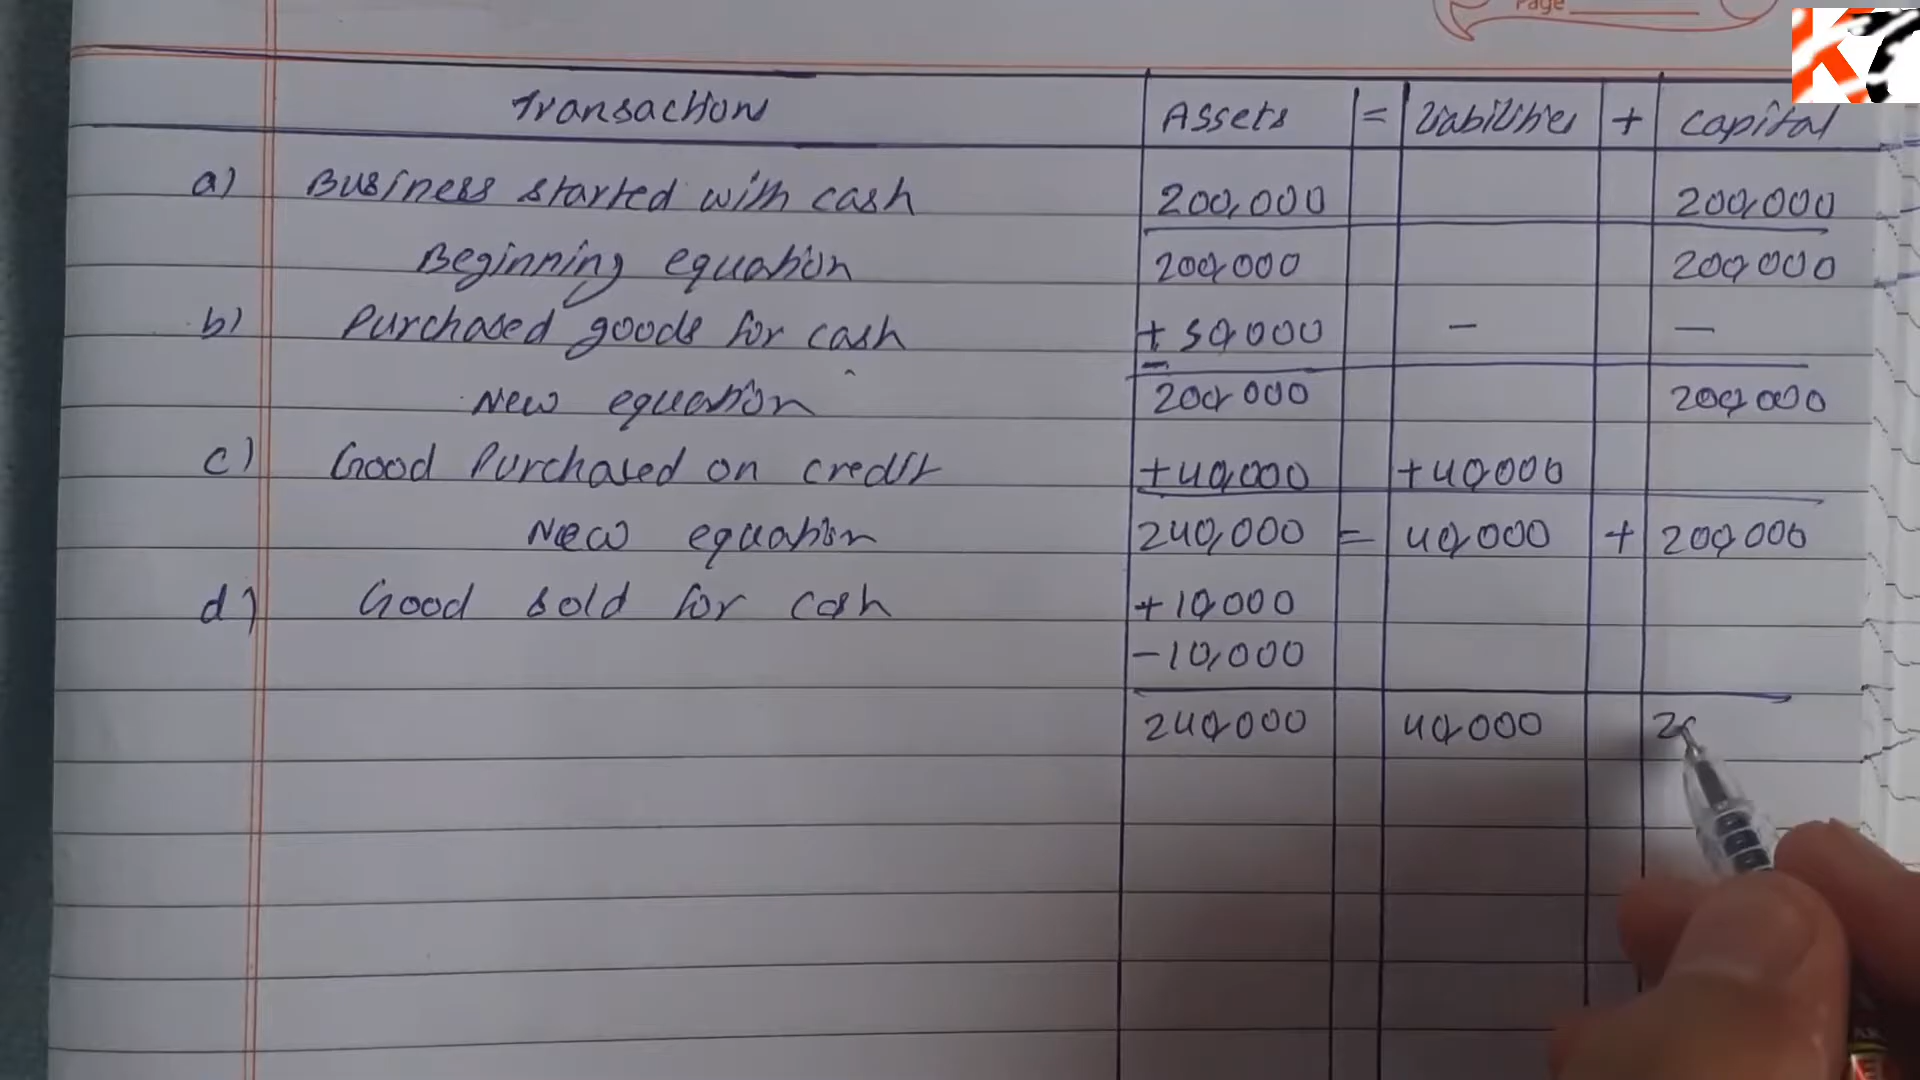 Page
Transaction Assets = Liabilities + Capital
a) Business started with cash 200,000 200,000
Beginning equation 200,000 200,000
b) Purchased goods for cash ± 50,000 — —
New equation 200,000 200,000
c) Good Purchased on credit +40,000 +40,000
New equation 240,000 = 40,000 + 200,000
d) Good sold for cash +10,000
-10,000
240,000 40,000 20